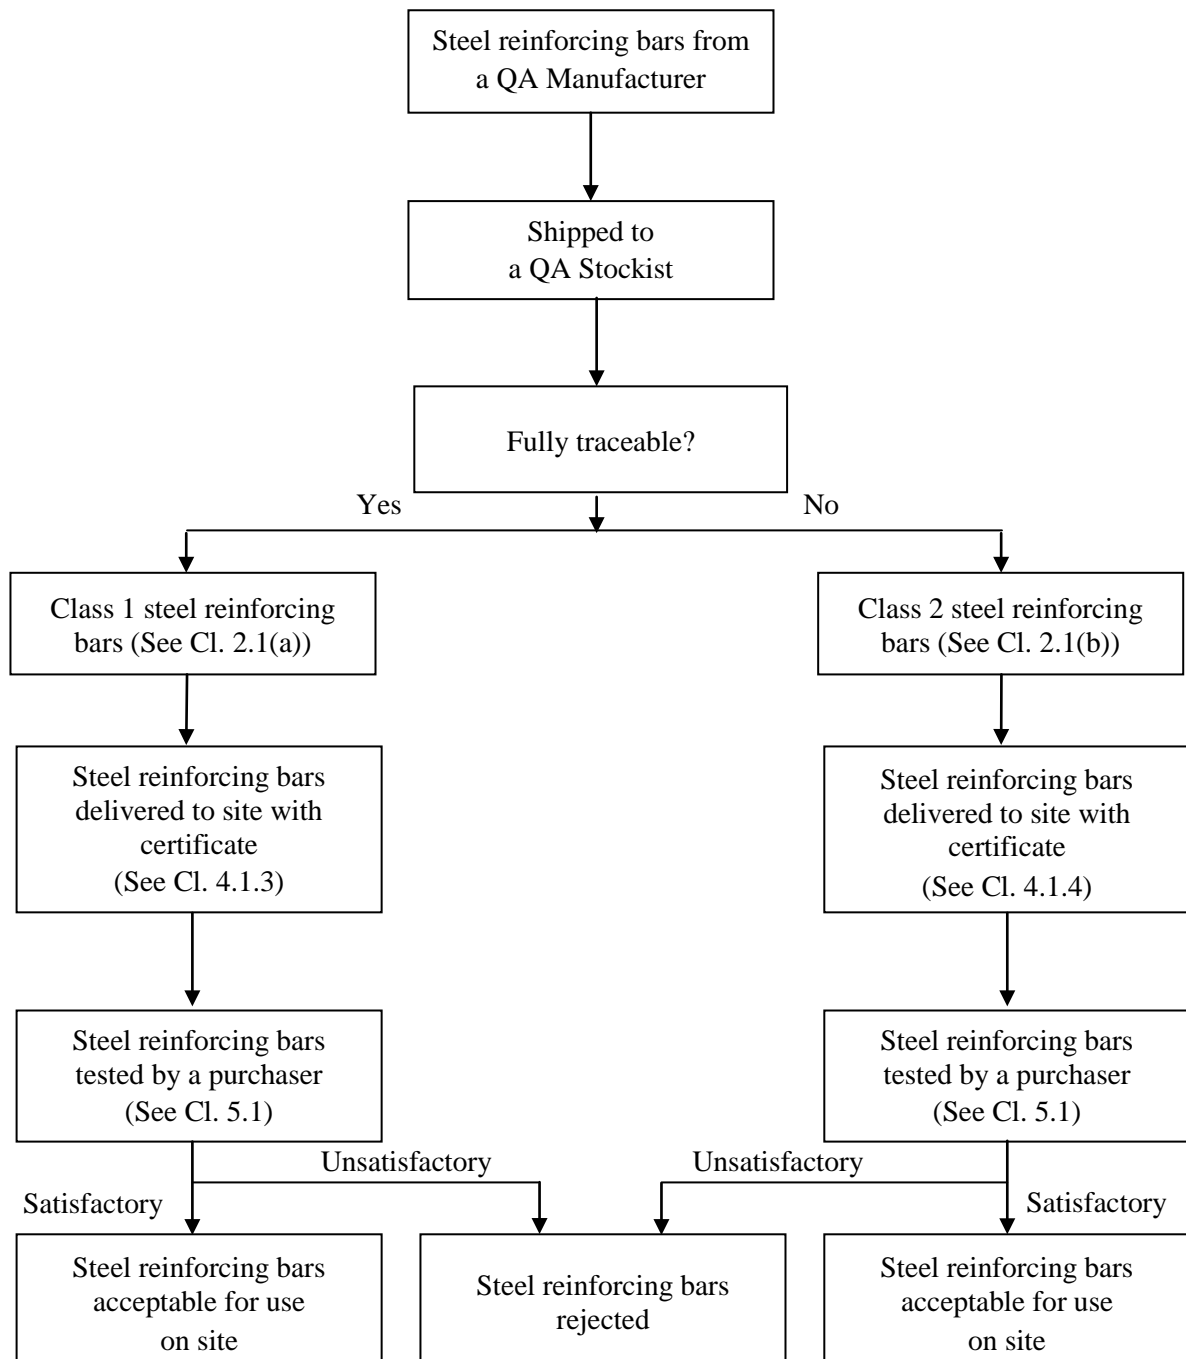 Steel reinforcing bars from
a QA Manufacturer
Shipped to
a QA Stockist
Fully traceable?
Yes
No
Class 1 steel reinforcing
bars (See Cl. 2.1(a))
Class 2 steel reinforcing
bars (See Cl. 2.1(b))
Steel reinforcing bars
delivered to site with
certificate
(See Cl. 4.1.3)
Steel reinforcing bars
delivered to site with
certificate
(See Cl. 4.1.4)
Steel reinforcing bars
tested by a purchaser
(See Cl. 5.1)
Steel reinforcing bars
tested by a purchaser
(See Cl. 5.1)
Unsatisfactory
Unsatisfactory
Satisfactory
Satisfactory
Steel reinforcing bars
acceptable for use
on site
Steel reinforcing bars
rejected
Steel reinforcing bars
acceptable for use
on site